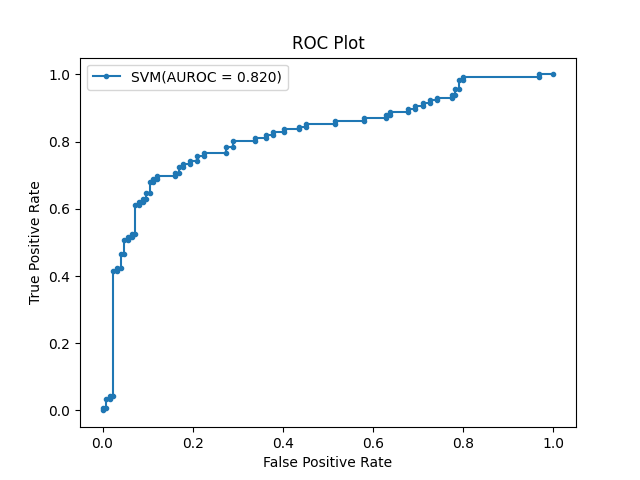 ROC Plot
SVM(AUROC = 0.820)
1.0
0.8
0.6
0.4
0.2
0.0
True Positive Rate
0.0 0.2 0.4 0.6 0.8 1.0
False Positive Rate